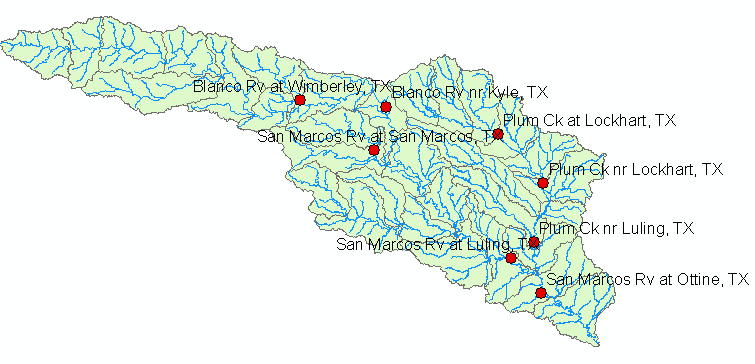 Blanco Rv at Wimberley, TX
Blanco Rv nr Kyle, TX
Plum Ck at Lockhart, TX
San Marcos Rv at San Marcos, TX
Plum Ck nr Lockhart, TX
Plum Ck nr Luling, TX
San Marcos Rv at Luling, TX
San Marcos Rv at Ottine, TX